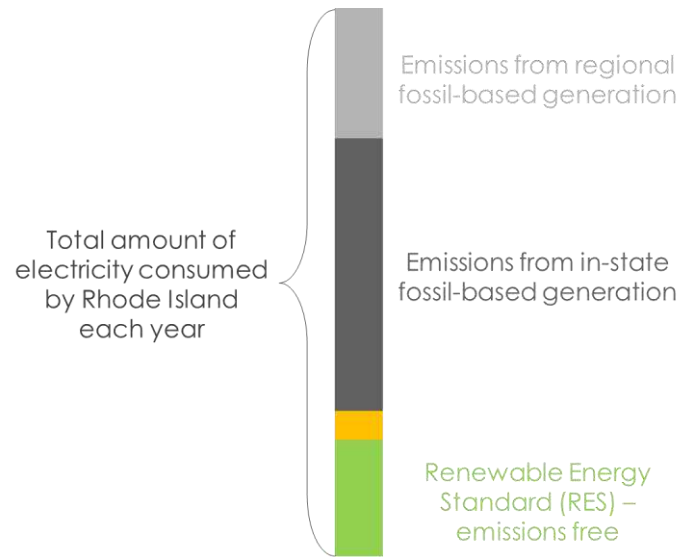 Emissions from regional
fossil-based generation
Total amount of
electricity consumed
by Rhode Island
each year
Emissions from in-state
fossil-based generation
Renewable Energy
Standard (RES) –
emissions free